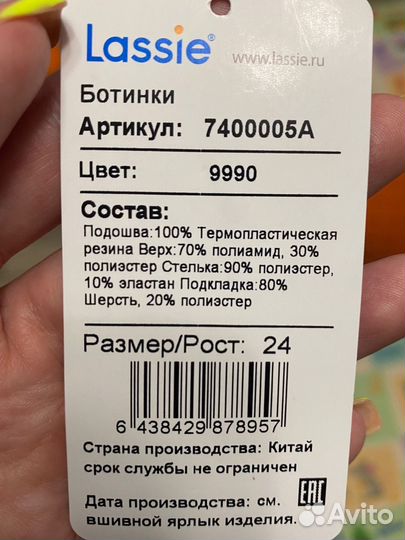 Lassie®
www.lassie.ru
Ботинки
Артикул: 7400005A
Цвет: 9990
Состав:
Подошва:100% Термопластическая
резина Верх:70% полиамид, 30%
полиэстер Стелька:90% полиэстер,
10% эластан Подкладка:80%
Шерсть, 20% полиэстер
Размер/Рост: 24
6 438429 878957
Страна производства: Китай
срок службы не ограничен
Дата производства: см.
вшивной ярлык изделия.
EAC
Avito